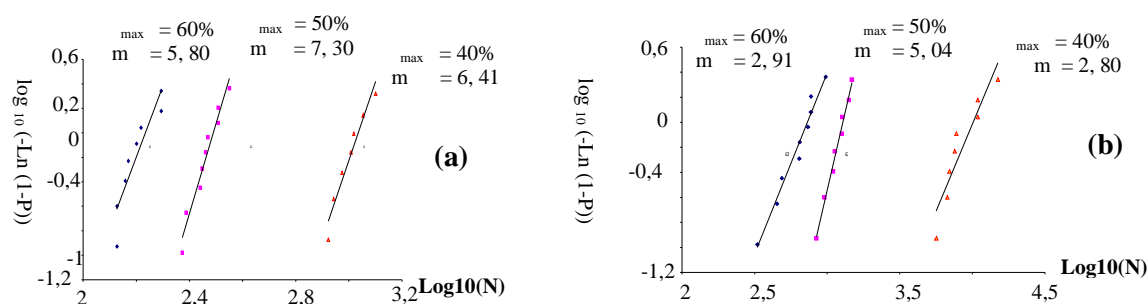 max = 60%
m = 5, 80
max = 50%
m = 7, 30
max = 40%
m = 6, 41
0,6
0,2
0
-0,4
-1
-1,2
2
2,4
2,8
3,2
Log10(N)
log 10 (-Ln (1-P))
(a)
max = 60%
m = 2, 91
max = 50%
m = 5, 04
max = 40%
m = 2, 80
0,6
0
-0,4
-1,2
2
2,5
3,0
3,5
4,5
Log10(N)
log 10 (-Ln (1-P))
(b)